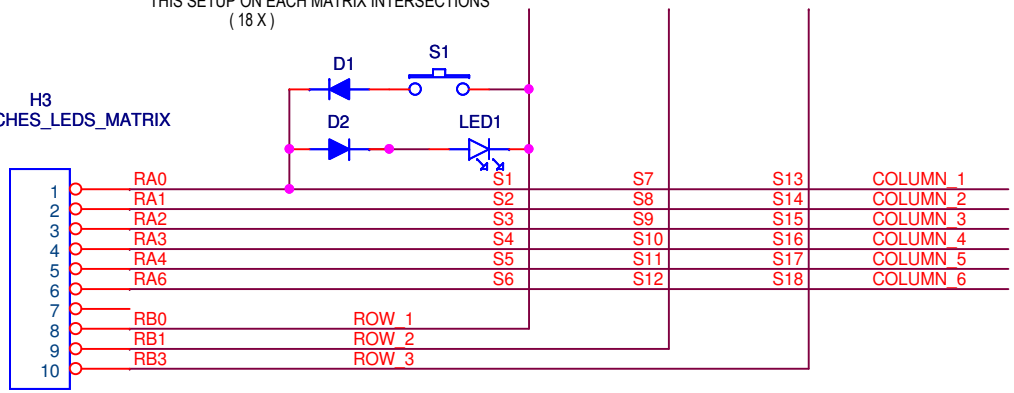 THIS SETUP ON EACH MATRIX INTERSECTIONS
( 18 X )
S1
D1
H3
CHES_LEDS_MATRIX
D2 LED1
1 RA0 S1 S7 S13 COLUMN_1
2 RA1 S2 S8 S14 COLUMN_2
3 RA2 S3 S9 S15 COLUMN_3
4 RA3 S4 S10 S16 COLUMN_4
5 RA4 S5 S11 S17 COLUMN_5
6 RA6 S6 S12 S18 COLUMN_6
7
8 RB0 ROW_1
9 RB1 ROW_2
10 RB3 ROW_3